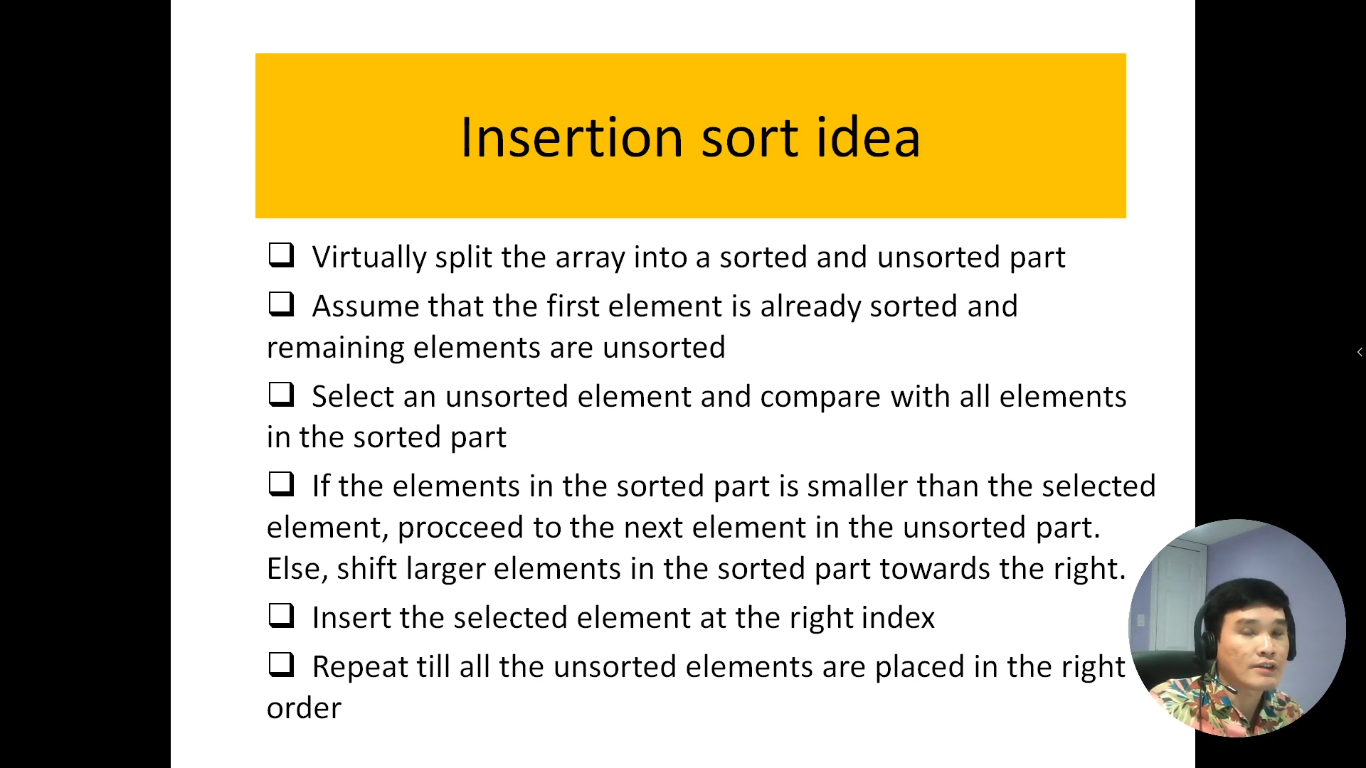 Insertion sort idea
❑ Virtually split the array into a sorted and unsorted part
❑ Assume that the first element is already sorted and
remaining elements are unsorted
❑ Select an unsorted element and compare with all elements
in the sorted part
❑ If the elements in the sorted part is smaller than the selected
element, procceed to the next element in the unsorted part.
Else, shift larger elements in the sorted part towards the right.
❑ Insert the selected element at the right index
❑ Repeat till all the unsorted elements are placed in the right
order